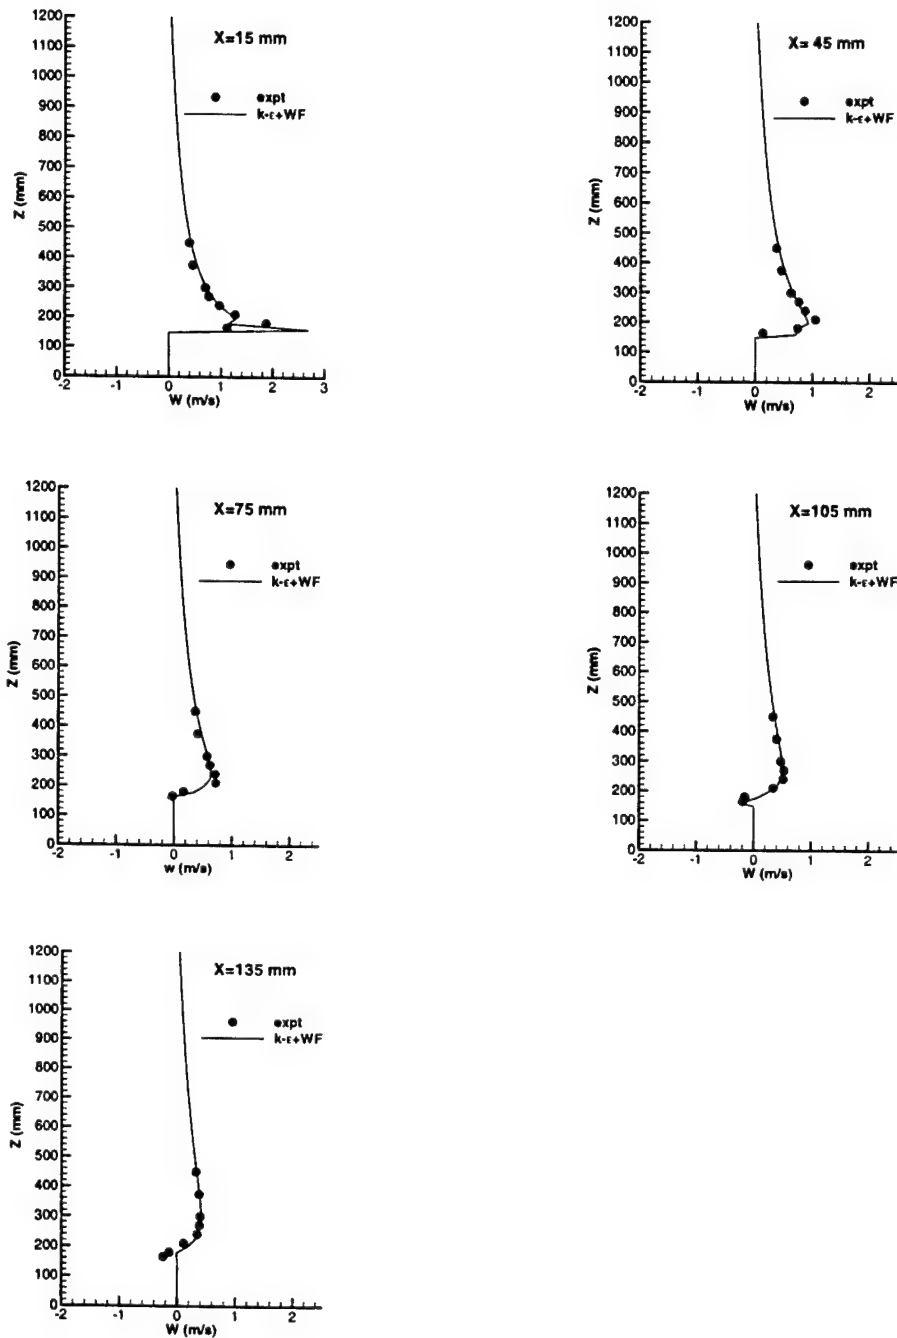 X=15 mm
expt
k-ε+WF
Z (mm)
1200
1100
1000
900
800
700
600
500
400
300
200
100
0
-2 -1 0 1 2 3
W (m/s)
X= 45 mm
expt
k-ε+WF
Z (mm)
1200
1100
1000
900
800
700
600
500
400
300
200
100
0
-2 -1 0 1 2
W (m/s)
X=75 mm
expt
k-ε+WF
Z (mm)
1200
1100
1000
900
800
700
600
500
400
300
200
100
0
-2 -1 0 1 2
W (m/s)
X=105 mm
expt
k-ε+WF
Z (mm)
1200
1100
1000
900
800
700
600
500
400
300
200
100
0
-2 -1 0 1 2
W (m/s)
X=135 mm
expt
k-ε+WF
Z (mm)
1200
1100
1000
900
800
700
600
500
400
300
200
100
0
-2 -1 0 1 2
W (m/s)